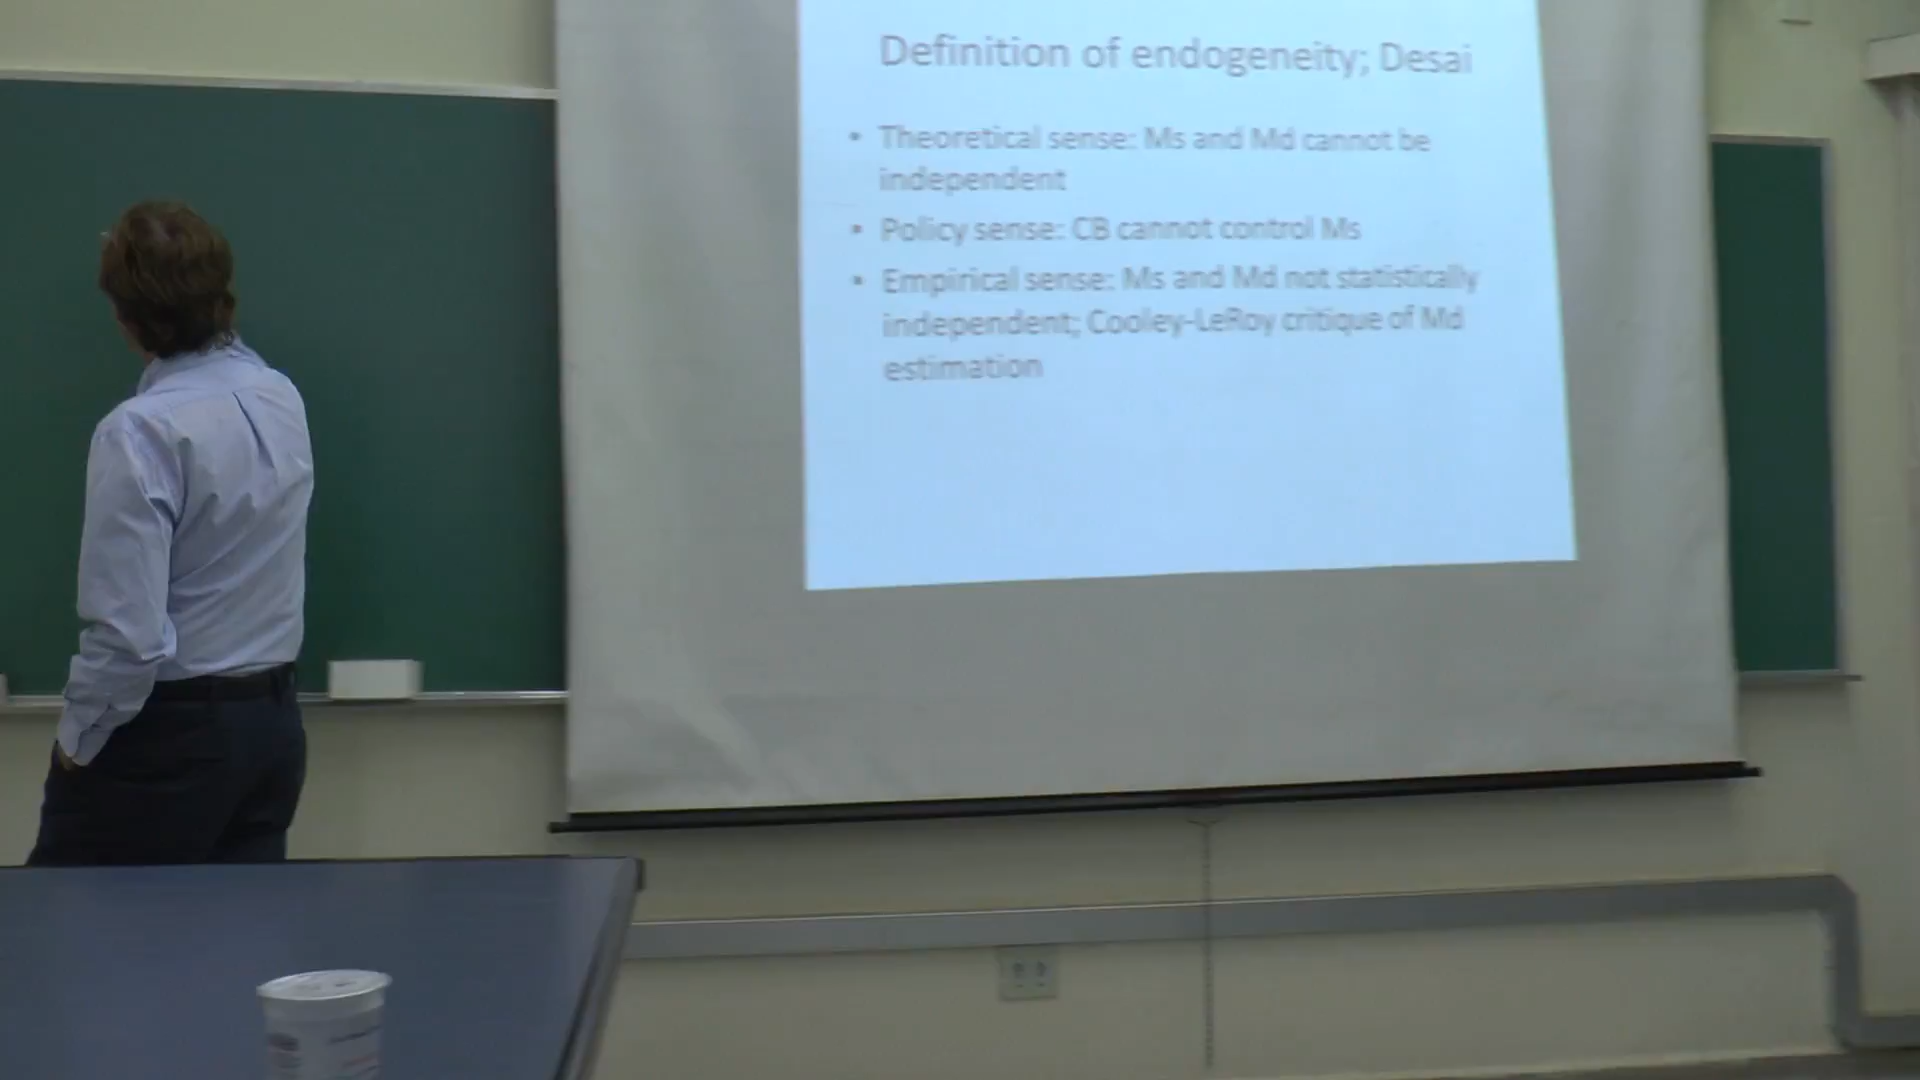 Definition of endogeneity; Desai
• Theoretical sense: Ms and Md cannot be
independent
• Policy sense: CB cannot control Ms
• Empirical sense: Ms and Md not statistically
independent; Cooley-LeRoy critique of Md
estimation